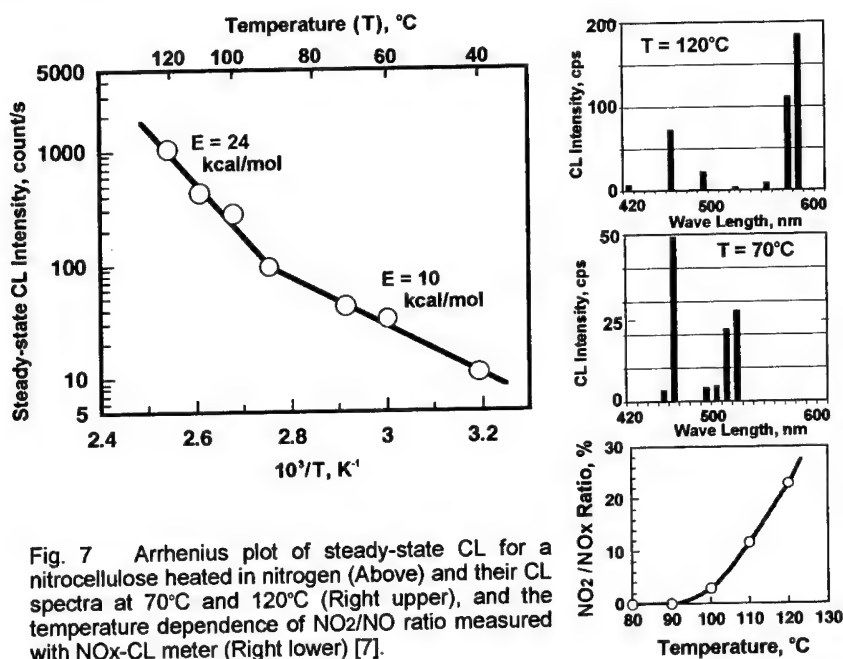 Temperature (T), °C
120 100 80 60 40
5000
1000
100
10
5
Steady-state CL Intensity, count/s
E = 24
kcal/mol
E = 10
kcal/mol
2.4 2.6 2.8 3 3.2
10³/T, K⁻¹
200
100
0
CL Intensity, cps
T = 120°C
420 500 600
Wave Length, nm
50
25
0
CL Intensity, cps
T = 70°C
420 500 600
Wave Length, nm
30
20
10
0
NO2/NOx Ratio, %
80 90 100 110 120 130
Temperature, °C
Fig. 7 Arrhenius plot of steady-state CL for a
nitrocellulose heated in nitrogen (Above) and their CL
spectra at 70°C and 120°C (Right upper), and the
temperature dependence of NO2/NO ratio measured
with NOx-CL meter (Right lower) [7].